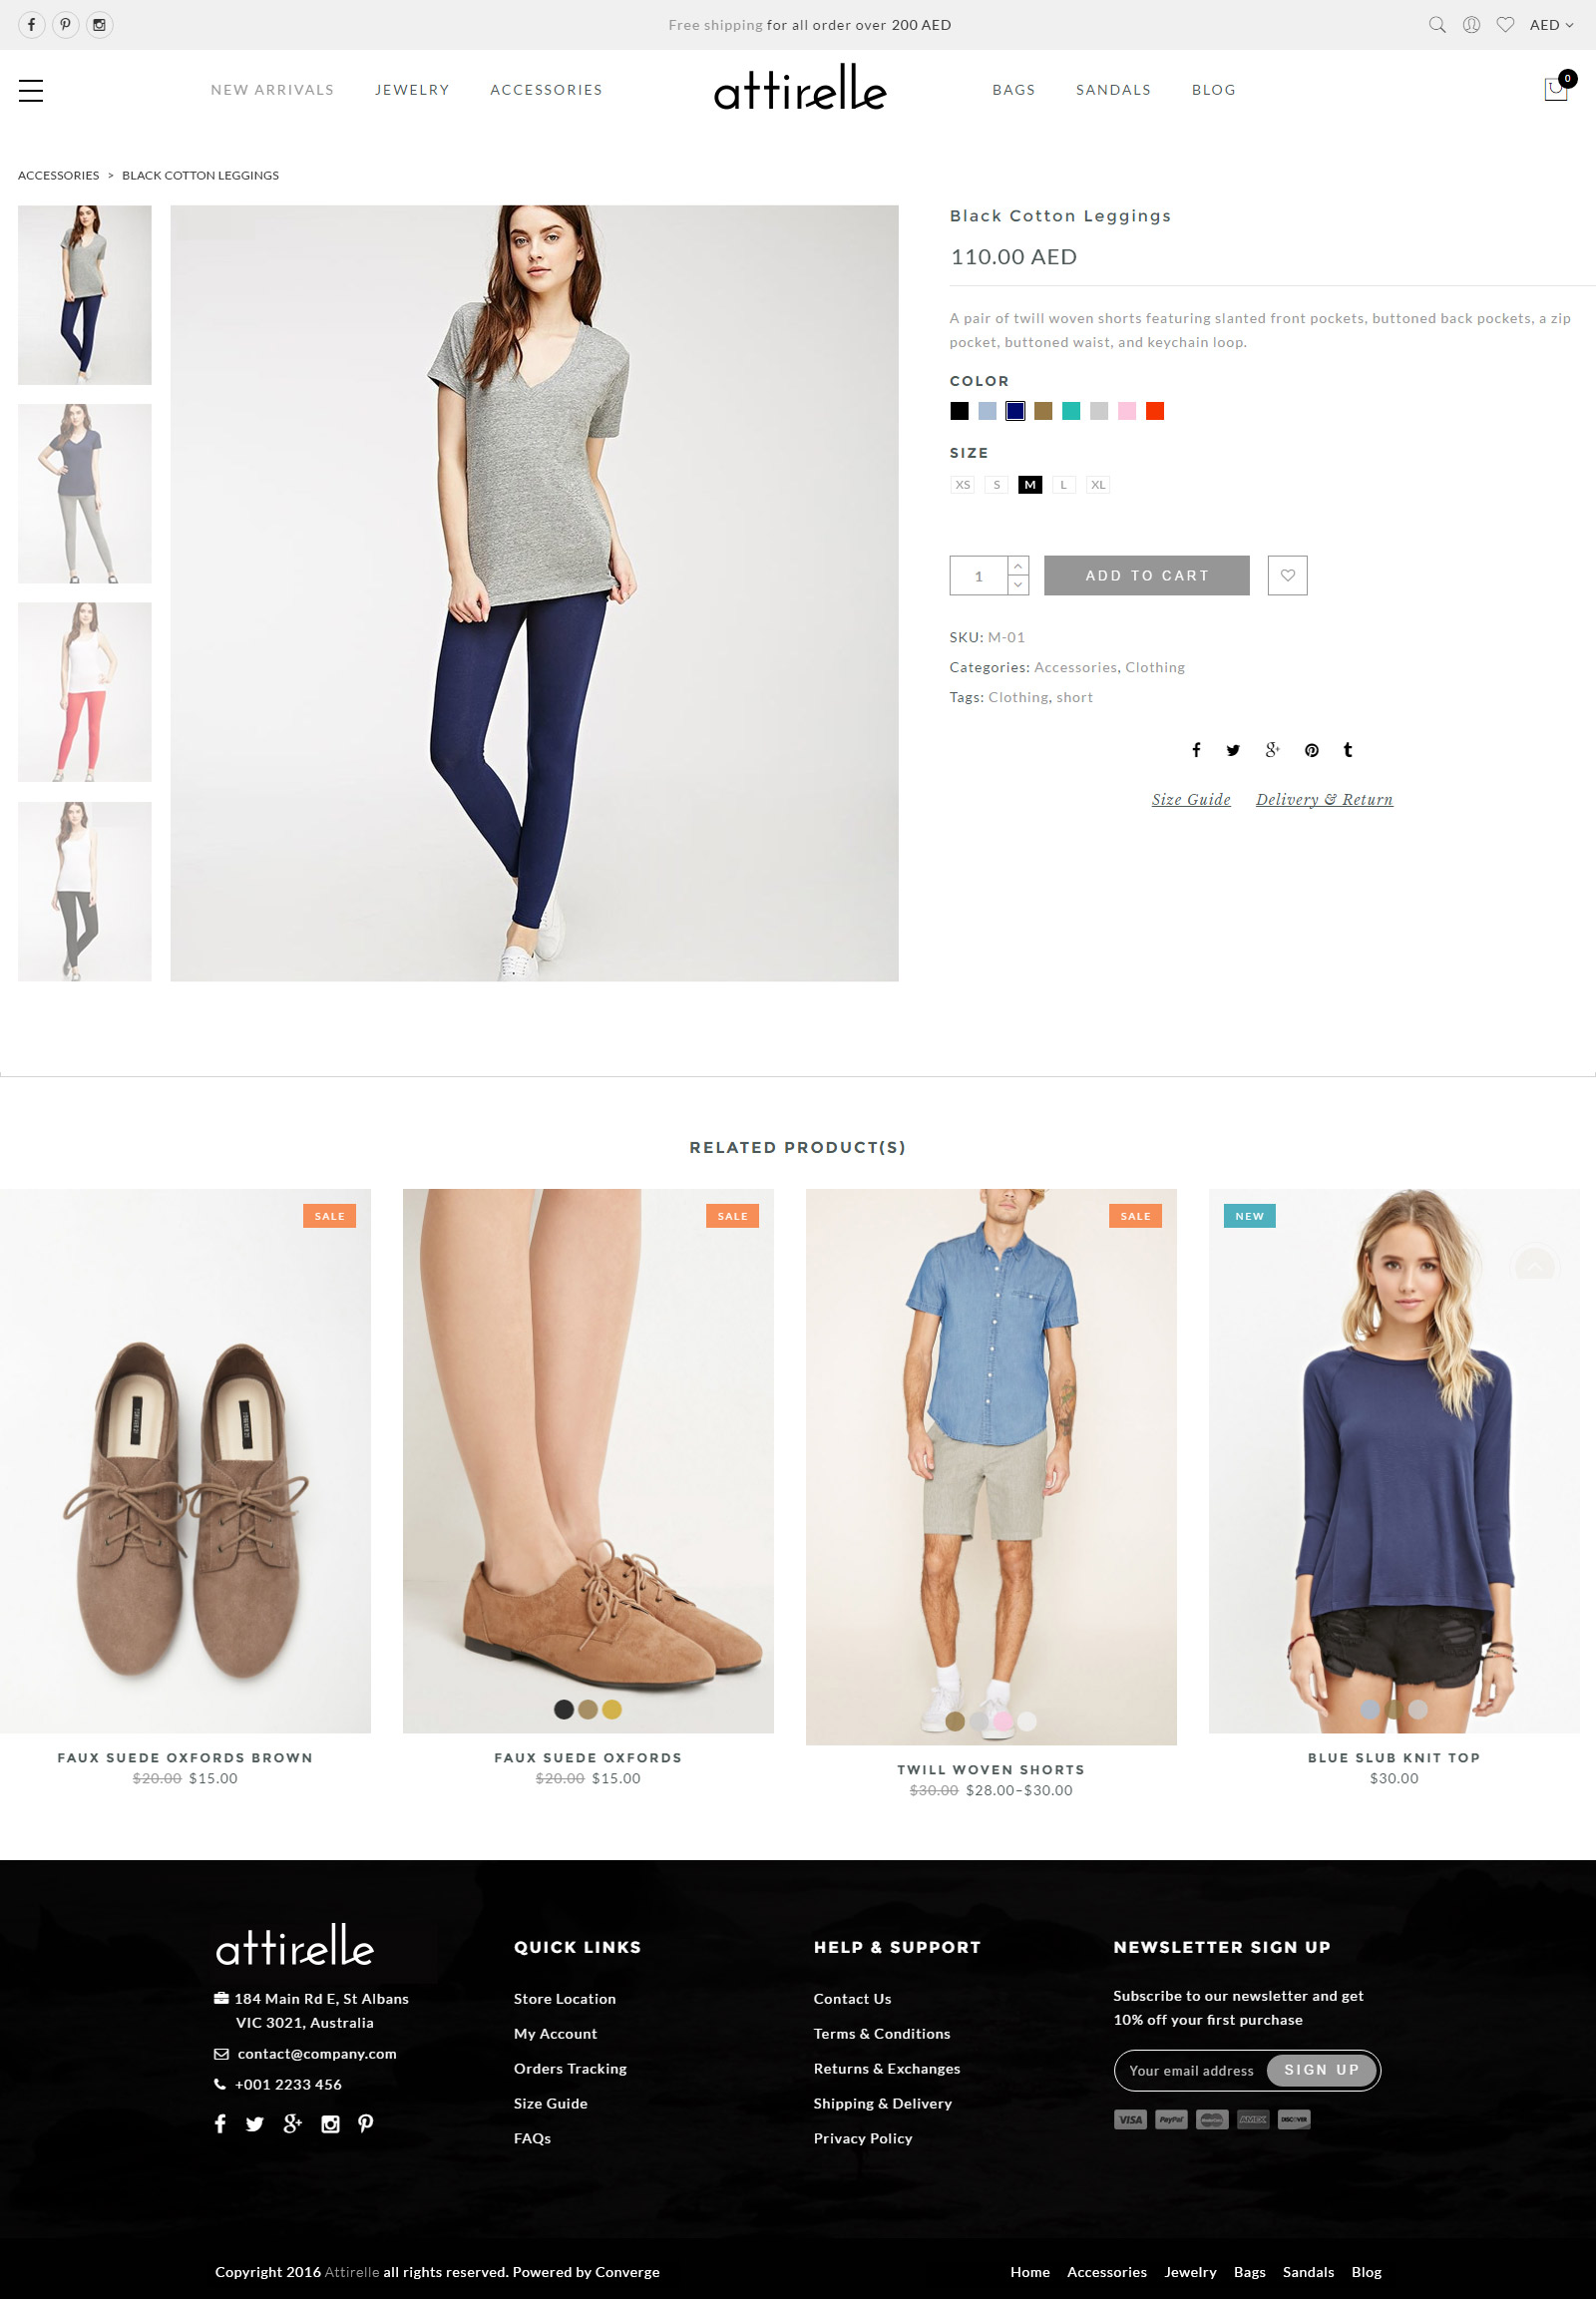 Free shipping for all order over 200 AED
AED
NEW ARRIVALS
JEWELRY
ACCESSORIES
attirelle
BAGS
SANDALS
BLOG
0
ACCESSORIES > BLACK COTTON LEGGINGS
Black Cotton Leggings
110.00 AED
A pair of twill woven shorts featuring slanted front pockets, buttoned back pockets, a zip
pocket, buttoned waist, and keychain loop.
COLOR
SIZE
XS S M L XL
1
ADD TO CART
SKU: M-01
Categories: Accessories, Clothing
Tags: Clothing, short
Size Guide
Delivery & Return
RELATED PRODUCT(S)
SALE
SALE
SALE
NEW
FAUX SUEDE OXFORDS BROWN
$20.00 $15.00
FAUX SUEDE OXFORDS
$20.00 $15.00
TWILL WOVEN SHORTS
$30.00 $28.00–$30.00
BLUE SLUB KNIT TOP
$30.00
attirelle
184 Main Rd E, St Albans
VIC 3021, Australia
contact@company.com
+001 2233 456
QUICK LINKS
Store Location
My Account
Orders Tracking
Size Guide
FAQs
HELP & SUPPORT
Contact Us
Terms & Conditions
Returns & Exchanges
Shipping & Delivery
Privacy Policy
NEWSLETTER SIGN UP
Subscribe to our newsletter and get
10% off your first purchase
Your email address
SIGN UP
VISA
PayPal
MasterCard
AMEX
DISCOVER
Copyright 2016 Attirelle all rights reserved. Powered by Converge
Home
Accessories
Jewelry
Bags
Sandals
Blog